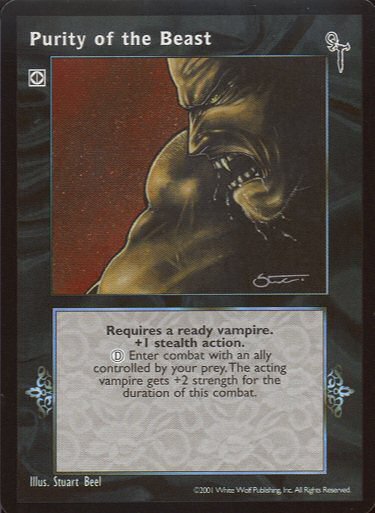 Purity of the Beast
Requires a ready vampire.
+1 stealth action.
Ⓓ Enter combat with an ally
controlled by your prey. The acting
vampire gets +2 strength for the
duration of this combat.
Illus. Stuart Beel
©2001 White Wolf Publishing, Inc. All Rights Reserved.